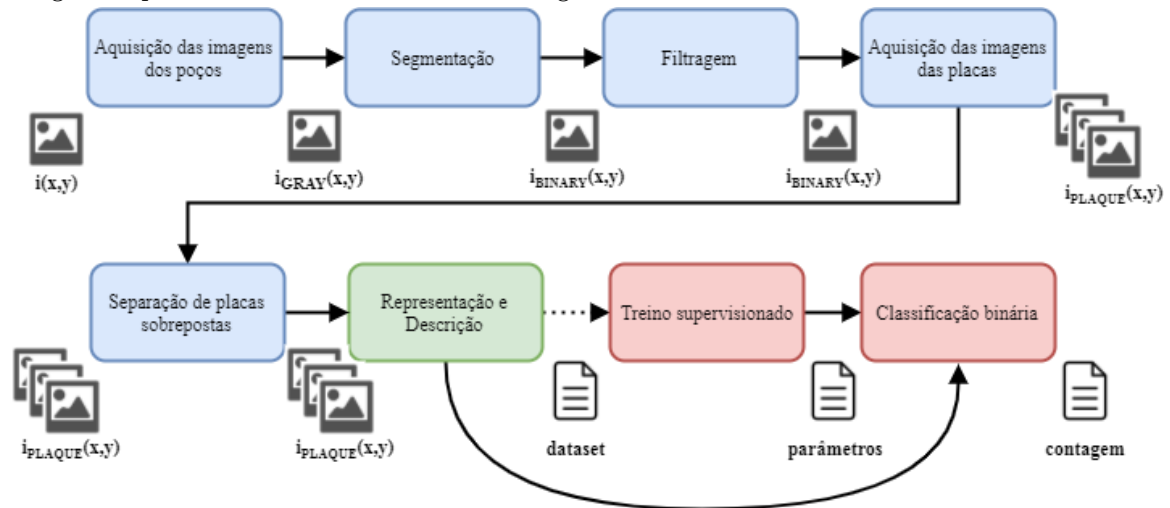 Aquisição das imagens
dos poços
Segmentação
Filtragem
Aquisição das imagens
das placas
i(x,y)
iGRAY(x,y)
iBINARY(x,y)
iBINARY(x,y)
iPLAQUE(x,y)
Separação de placas
sobrepostas
Representação e
Descrição
Treino supervisionado
Classificação binária
iPLAQUE(x,y)
iPLAQUE(x,y)
dataset
parâmetros
contagem